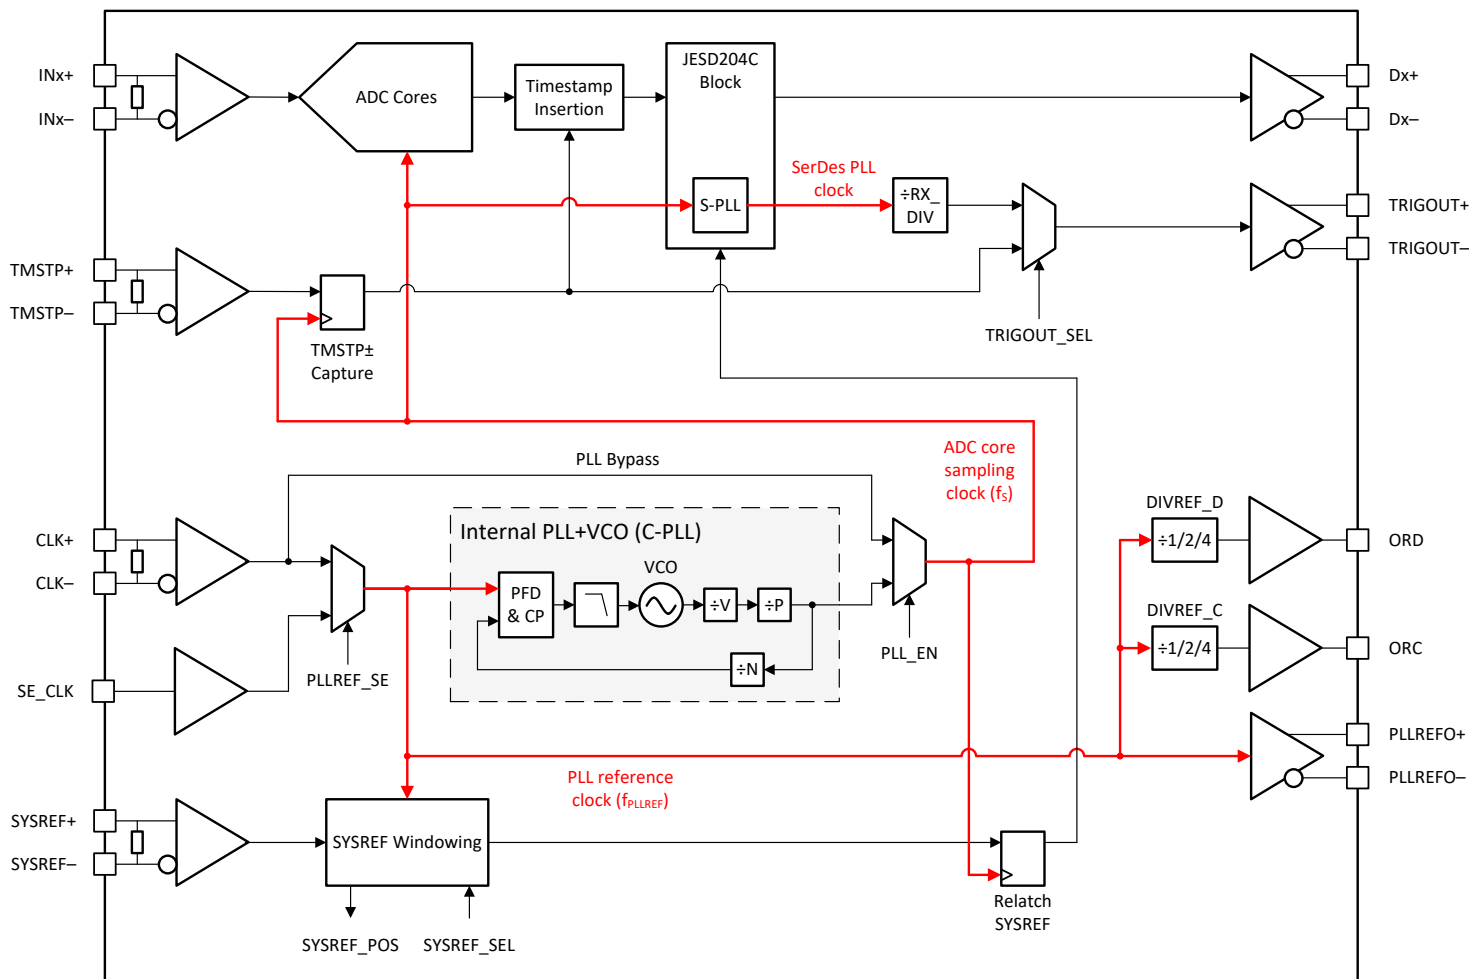 INx+
INx–
ADC Cores
Timestamp
Insertion
JESD204C
Block
S-PLL
SerDes PLL
clock
÷RX_
DIV
Dx+
Dx–
TRIGOUT+
TRIGOUT–
TRIGOUT_SEL
TMSTP+
TMSTP–
TMSTP±
Capture
PLL Bypass
ADC core
sampling
clock (fS)
CLK+
CLK–
SE_CLK
PLLREF_SE
Internal PLL+VCO (C-PLL)
PFD
& CP
VCO
÷V
÷P
÷N
PLL_EN
DIVREF_D
÷1/2/4
ORD
DIVREF_C
÷1/2/4
ORC
PLLREFO+
PLLREFO–
PLL reference
clock (fPLLREF)
SYSREF+
SYSREF–
SYSREF Windowing
SYSREF_POS
SYSREF_SEL
Relatch
SYSREF